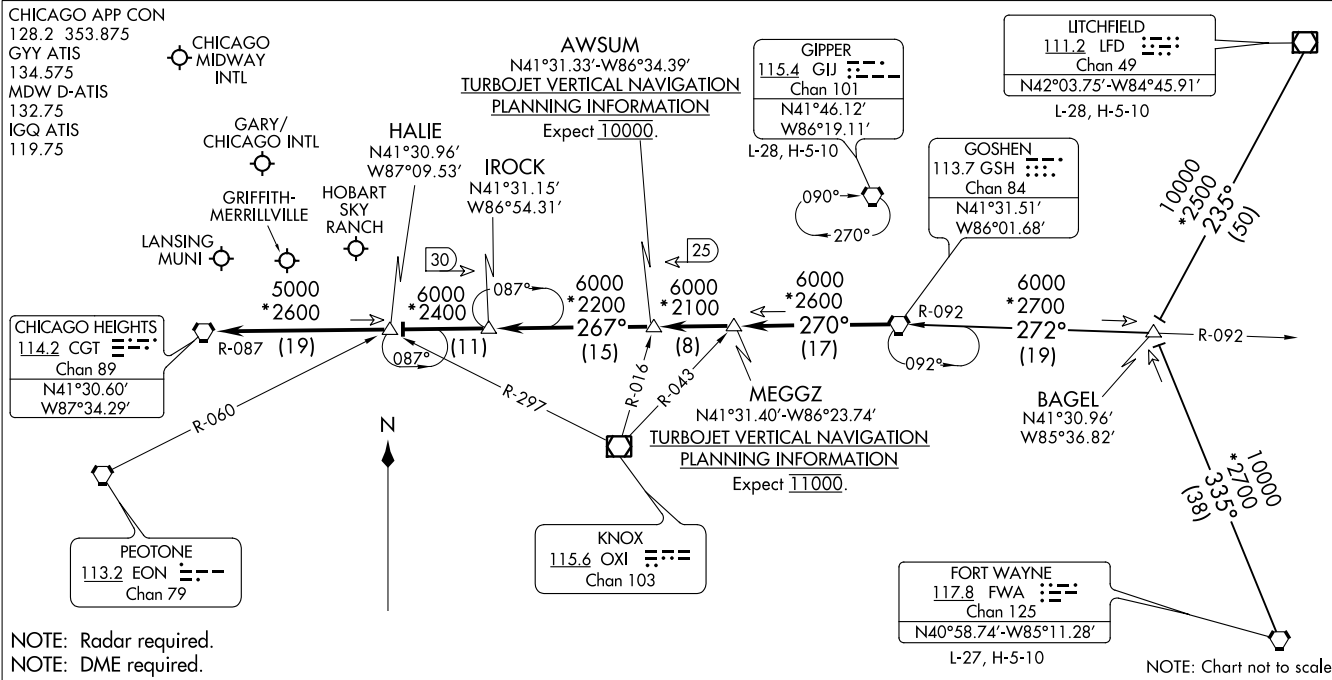 CHICAGO APP CON
128.2 353.875
GYY ATIS
134.575
MDW D-ATIS
132.75
IGQ ATIS
119.75
CHICAGO
MIDWAY
INTL
GARY/
CHICAGO INTL
GRIFFITH-
MERRILLVILLE
HOBART
SKY
RANCH
LANSING
MUNI
HALIE
N41°30.96'
W87°09.53'
IROCK
N41°31.15'
W86°54.31'
AWSUM
N41°31.33'-W86°34.39'
TURBOJET VERTICAL NAVIGATION
PLANNING INFORMATION
Expect 10000.
GIPPER
115.4 GIJ
Chan 101
N41°46.12'
W86°19.11'
L-28, H-5-10
090°
270°
LITCHFIELD
111.2 LFD
Chan 49
N42°03.75'-W84°45.91'
L-28, H-5-10
GOSHEN
113.7 GSH
Chan 84
N41°31.51'
W86°01.68'
10000
*2500
235°
(50)
30
25
5000
*2600
R-087
(19)
6000
*2400
087°
(11)
087°
6000
*2200
267°
(15)
6000
*2100
(8)
6000
*2600
270°
(17)
R-092
092°
6000
*2700
272°
(19)
R-092
CHICAGO HEIGHTS
114.2 CGT
Chan 89
N41°30.60'
W87°34.29'
R-060
R-297
R-016
R-043
N
MEGGZ
N41°31.40'-W86°23.74'
TURBOJET VERTICAL NAVIGATION
PLANNING INFORMATION
Expect 11000.
BAGEL
N41°30.96'
W85°36.82'
10000
*2700
335°
(38)
PEOTONE
113.2 EON
Chan 79
KNOX
115.6 OXI
Chan 103
FORT WAYNE
117.8 FWA
Chan 125
N40°58.74'-W85°11.28'
L-27, H-5-10
NOTE: Radar required.
NOTE: DME required.
NOTE: Chart not to scale